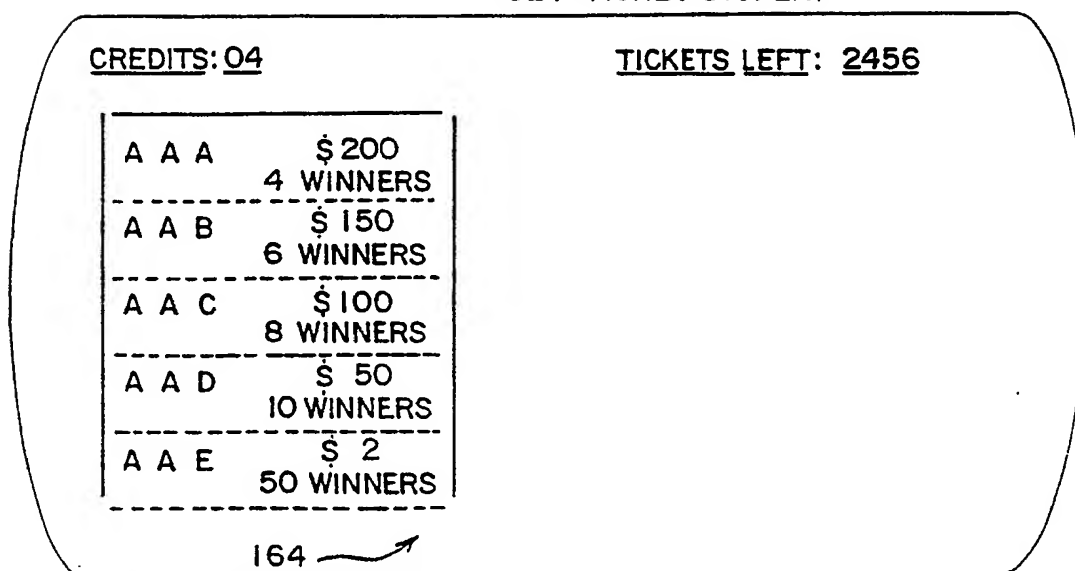 CREDITS: 04 TICKETS LEFT: 2456
A A A $ 200
4 WINNERS
A A B $ 150
6 WINNERS
A A C $ 100
8 WINNERS
A A D $ 50
10 WINNERS
A A E $ 2
50 WINNERS
164